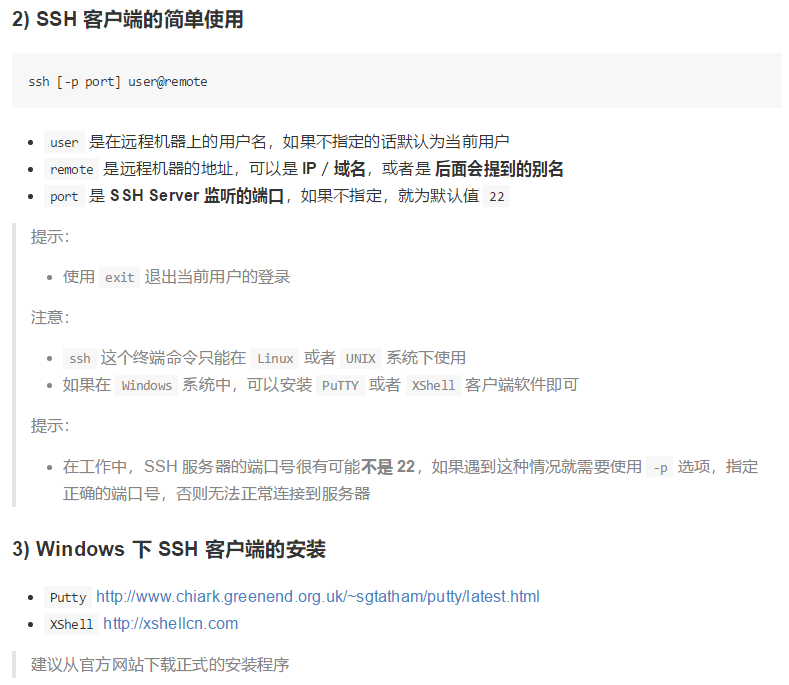 2) SSH 客户端的简单使用
ssh [-p port] user@remote
user 是在远程机器上的用户名，如果不指定的话默认为当前用户
remote 是远程机器的地址，可以是 IP／域名，或者是 后面会提到的别名
port 是 SSH Server 监听的端口，如果不指定，就为默认值 22
提示：
使用 exit 退出当前用户的登录
注意：
ssh 这个终端命令只能在 Linux 或者 UNIX 系统下使用
如果在 Windows 系统中，可以安装 PuTTY 或者 XShell 客户端软件即可
提示：
在工作中，SSH 服务器的端口号很有可能不是 22，如果遇到这种情况就需要使用 -p 选项，指定
正确的端口号，否则无法正常连接到服务器
3) Windows 下 SSH 客户端的安装
Putty http://www.chiark.greenend.org.uk/~sgtatham/putty/latest.html
XShell http://xshellcn.com
建议从官方网站下载正式的安装程序